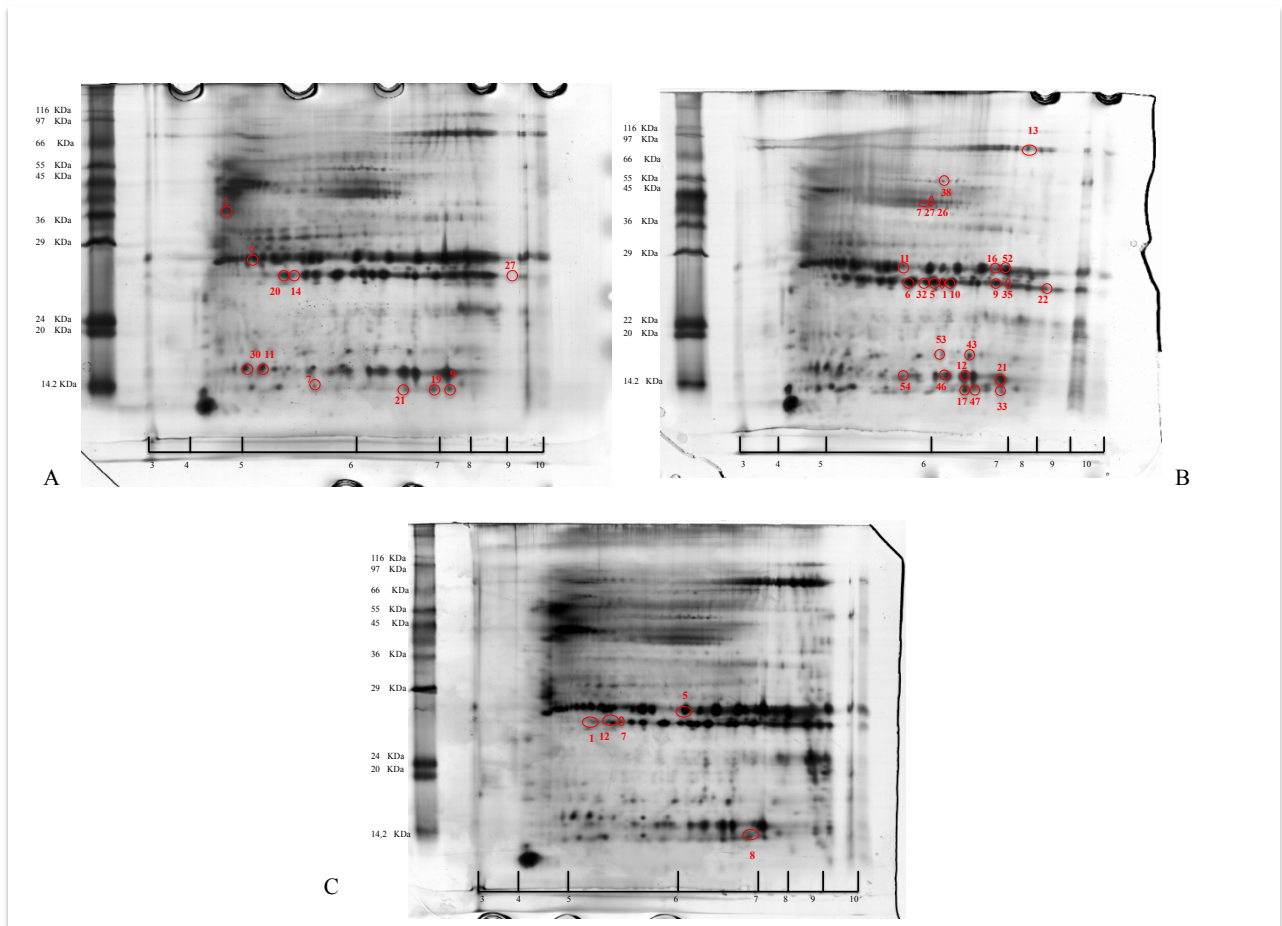 116 KDa
97 KDa
66 KDa
55 KDa
45 KDa
36 KDa
29 KDa
24 KDa
20 KDa
14.2 KDa
2
20 14
27
30 11
7
21
19
3 4 5 6 7 8 9 10
A
116 KDa
97 KDa
66 KDa
55 KDa
45 KDa
36 KDa
29 KDa
22 KDa
20 KDa
14.2 KDa
13
38
7 27 26
11 16 52
6 32 5 1 10 9 35 22
53 43
12 21
54 46
17 47 33
3 4 5 6 7 8 9 10
B
116 KDa
97 KDa
66 KDa
55 KDa
45 KDa
36 KDa
29 KDa
24 KDa
20 KDa
14,2 KDa
5
1 12 7
8
3 4 5 6 7 8 9 10
C